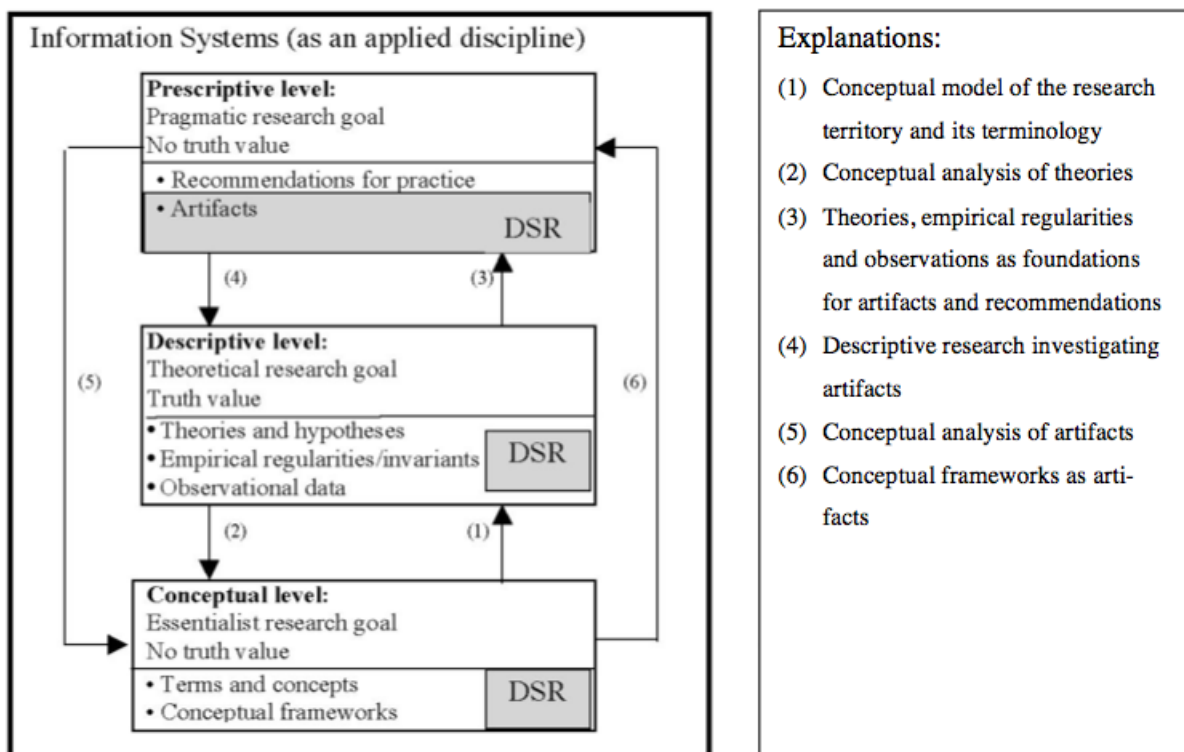 Information Systems (as an applied discipline)
Prescriptive level:
Pragmatic research goal
No truth value
• Recommendations for practice
• Artifacts
DSR
(4)
(3)
Descriptive level:
Theoretical research goal
Truth value
• Theories and hypotheses
• Empirical regularities/invariants
• Observational data
DSR
(5)
(6)
(2)
(1)
Conceptual level:
Essentialist research goal
No truth value
• Terms and concepts
• Conceptual frameworks
DSR
Explanations:
(1) Conceptual model of the research
territory and its terminology
(2) Conceptual analysis of theories
(3) Theories, empirical regularities
and observations as foundations
for artifacts and recommendations
(4) Descriptive research investigating
artifacts
(5) Conceptual analysis of artifacts
(6) Conceptual frameworks as arti-
facts